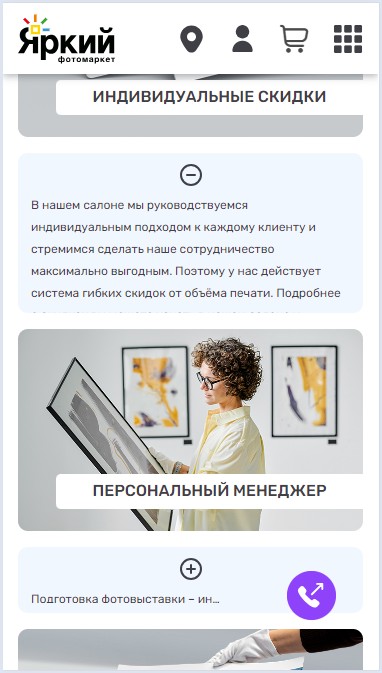 Яркий
фотомаркет
ИНДИВИДУАЛЬНЫЕ СКИДКИ
В нашем салоне мы руководствуемся
индивидуальным подходом к каждому клиенту и
стремимся сделать наше сотрудничество
максимально выгодным. Поэтому у нас действует
система гибких скидок от объёма печати. Подробнее
ПЕРСОНАЛЬНЫЙ МЕНЕДЖЕР
Подготовка фотовыставки – ин...